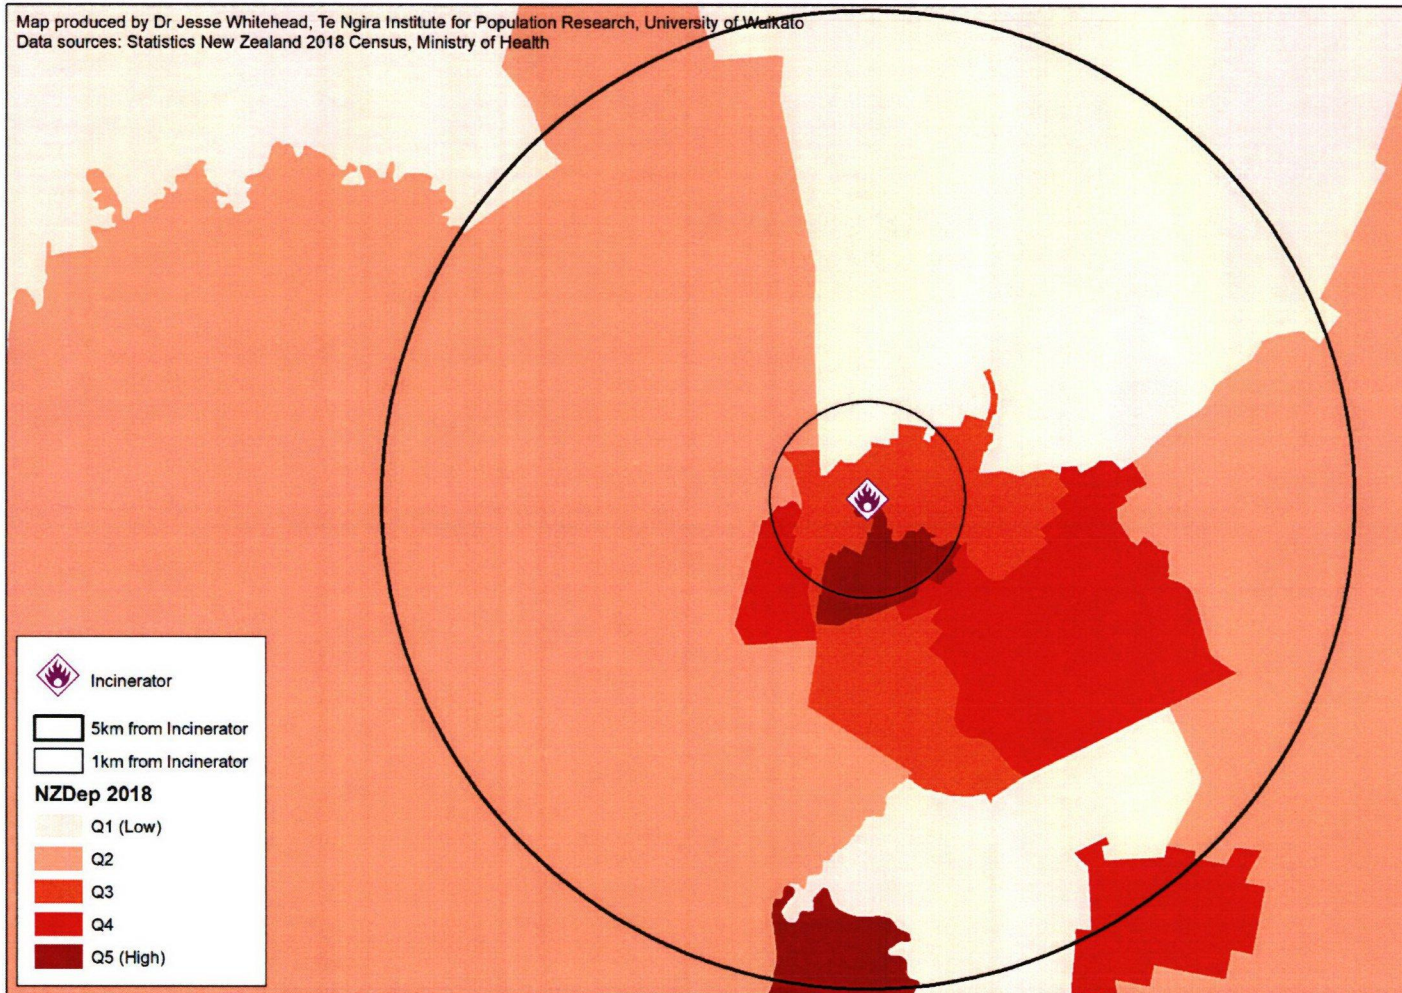 Map produced by Dr Jesse Whitehead, Te Ngira Institute for Population Research, University of Waikato
Data sources: Statistics New Zealand 2018 Census, Ministry of Health
Incinerator
5km from Incinerator
1km from Incinerator
NZDep 2018
Q1 (Low)
Q2
Q3
Q4
Q5 (High)